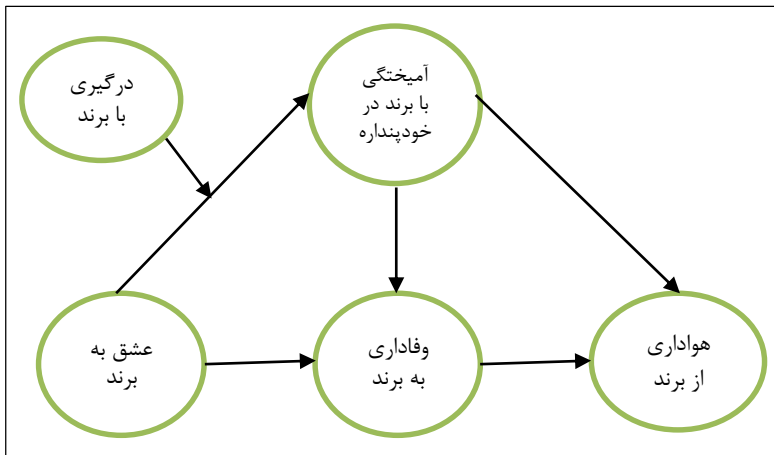 درگیری
با برند
آمیختگی
با برند در
خودپنداره
عشق به
برند
وفاداری
به برند
هواداری
از برند